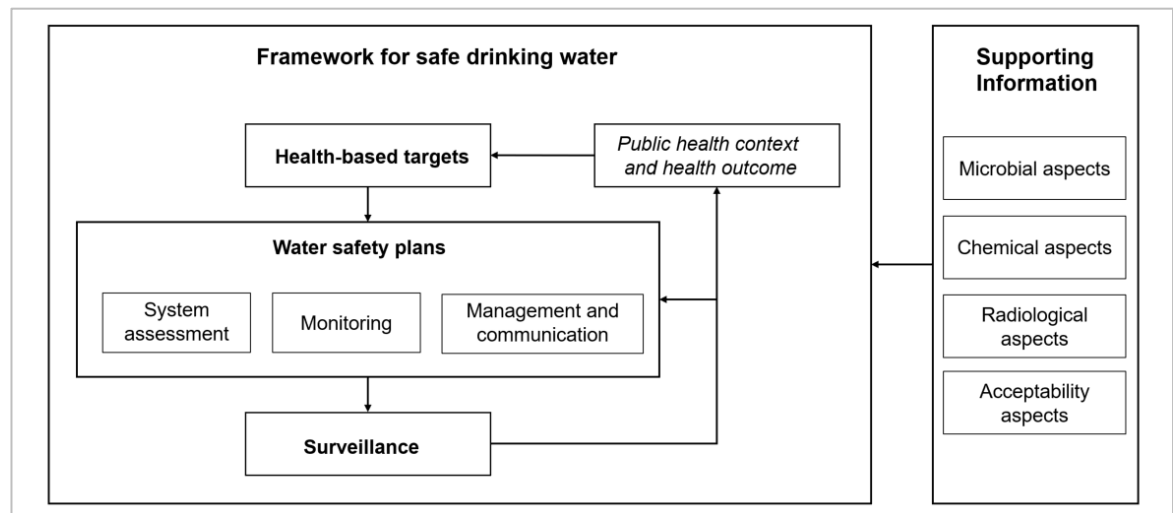 Framework for safe drinking water
Health-based targets
Public health context
and health outcome
Water safety plans
System
assessment
Monitoring
Management and
communication
Surveillance
Supporting
Information
Microbial aspects
Chemical aspects
Radiological
aspects
Acceptability
aspects